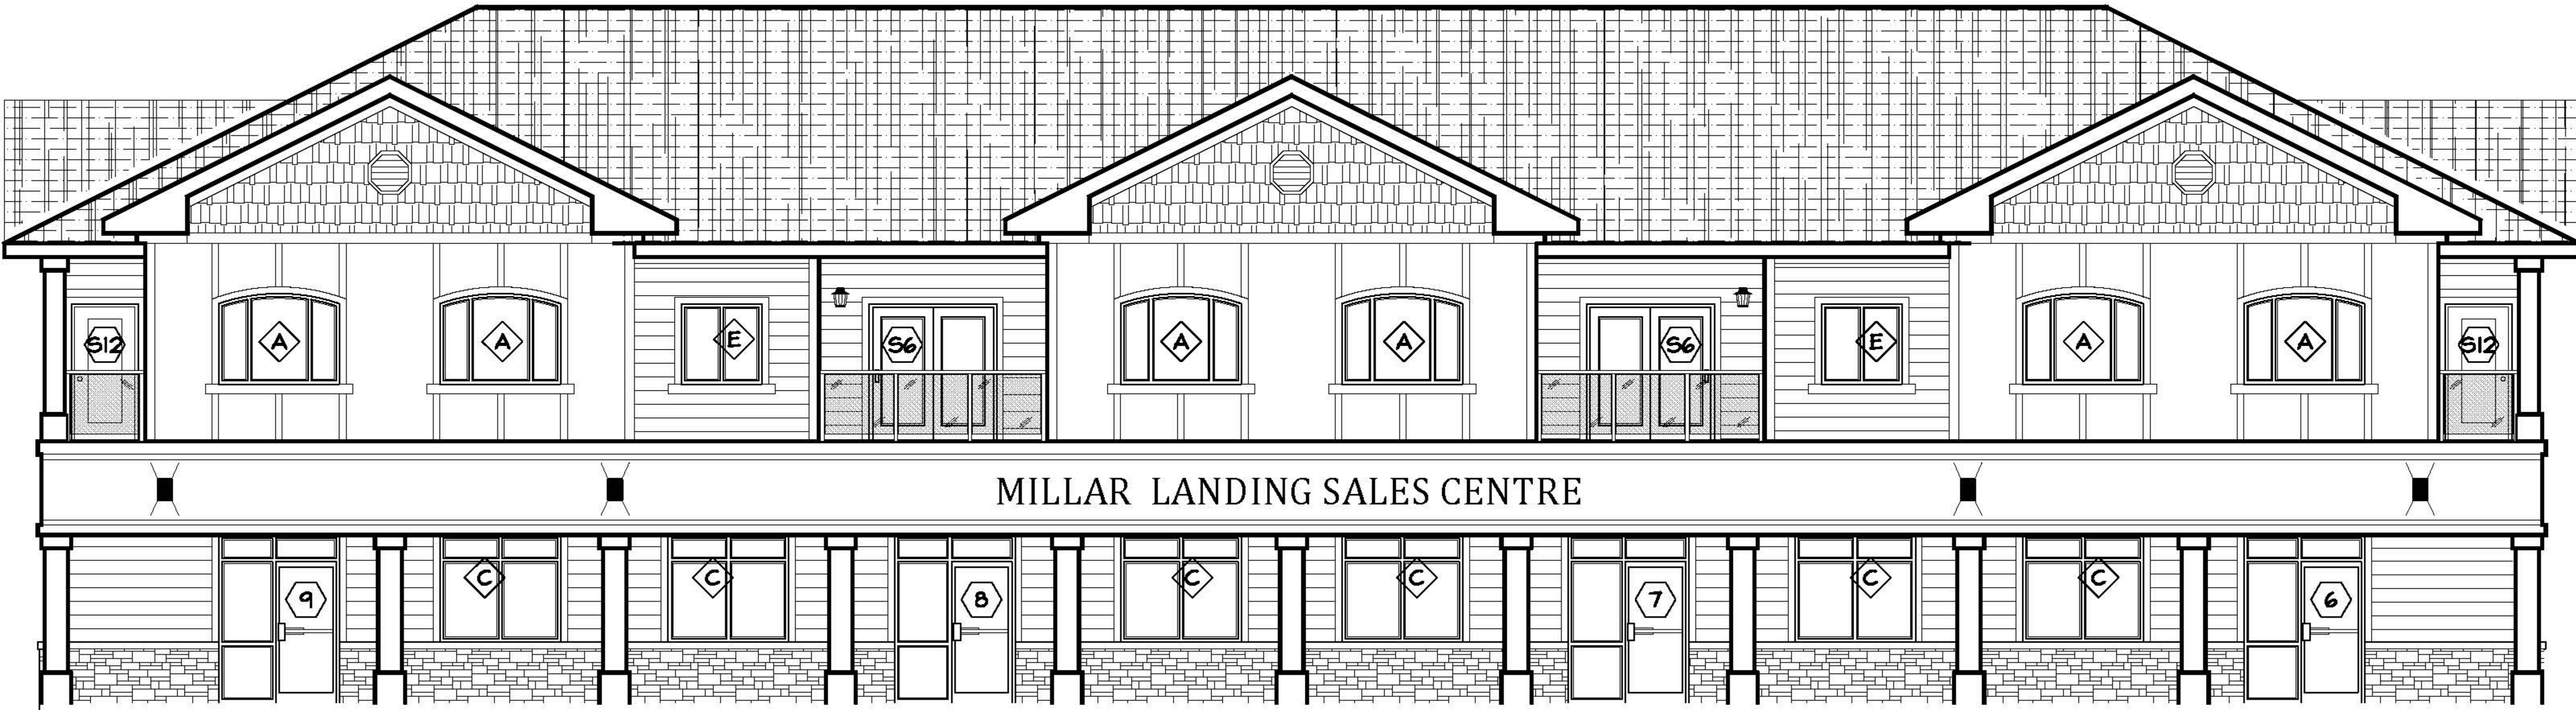 S12 A A E S6 A A S6 E A A S12
MILLAR LANDING SALES CENTRE
9 C C 8 C C 7 C C 6